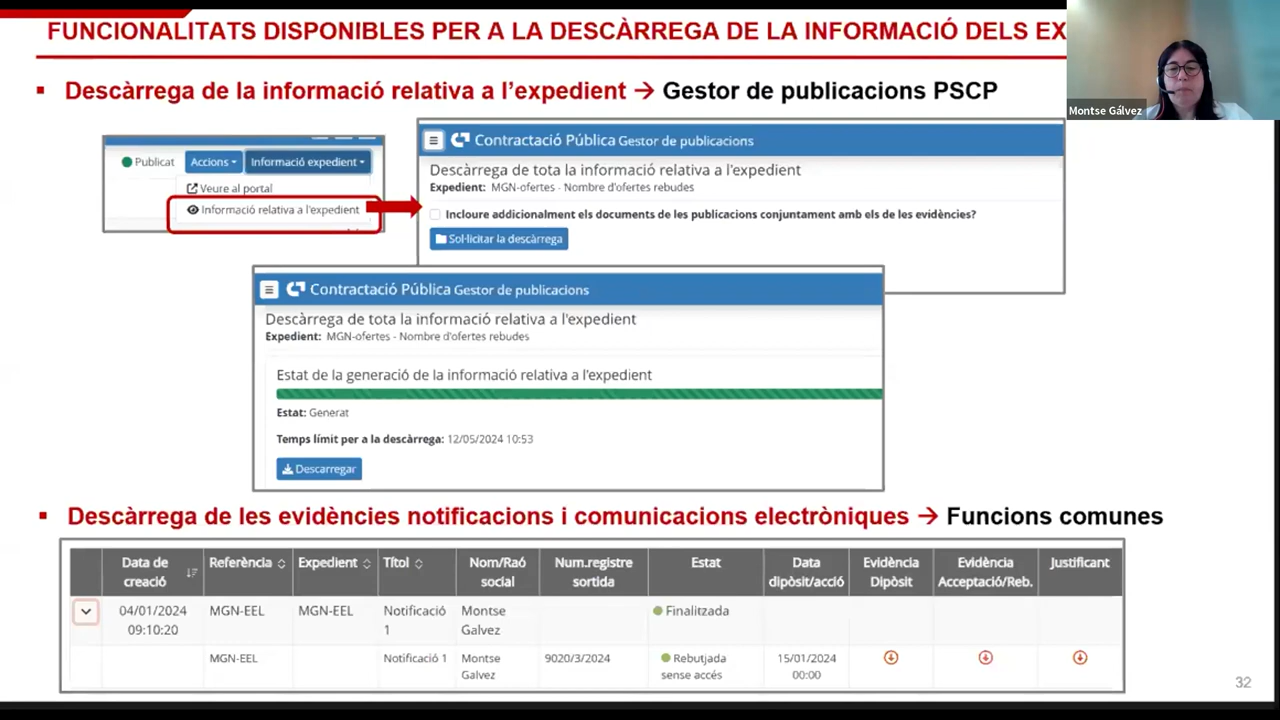 FUNCIONALITATS DISPONIBLES PER A LA DESCÀRREGA DE LA INFORMACIÓ DELS EX
Montse Gálvez
▪ Descàrrega de la informació relativa a l'expedient → Gestor de publicacions PSCP
Publicat Accions Informació expedient
Veure al portal
Informació relativa a l'expedient
Contractació Pública Gestor de publicacions
Descàrrega de tota la informació relativa a l'expedient
Expedient: MGN-ofertes - Nombre d'ofertes rebudes
Incloure addicionalment els documents de les publicacions conjuntament amb els de les evidències?
Sol·licitar la descàrrega
Contractació Pública Gestor de publicacions
Descàrrega de tota la informació relativa a l'expedient
Expedient: MGN-ofertes - Nombre d'ofertes rebudes
Estat de la generació de la informació relativa a l'expedient
Estat: Generat
Temps límit per a la descàrrega: 12/05/2024 10:53
Descarregar
▪ Descàrrega de les evidències notificacions i comunicacions electròniques → Funcions comunes
Data de creació Referència Expedient Títol Nom/Raó social Num.registre sortida Estat Data dipòsit/acció Evidència Dipòsit Evidència Acceptació/Reb. Justificant
04/01/2024 09:10:20 MGN-EEL MGN-EEL Notificació 1 Montse Galvez Finalitzada
MGN-EEL Notificació 1 Montse Galvez 9020/3/2024 Rebutjada sense accés 15/01/2024 00:00
32